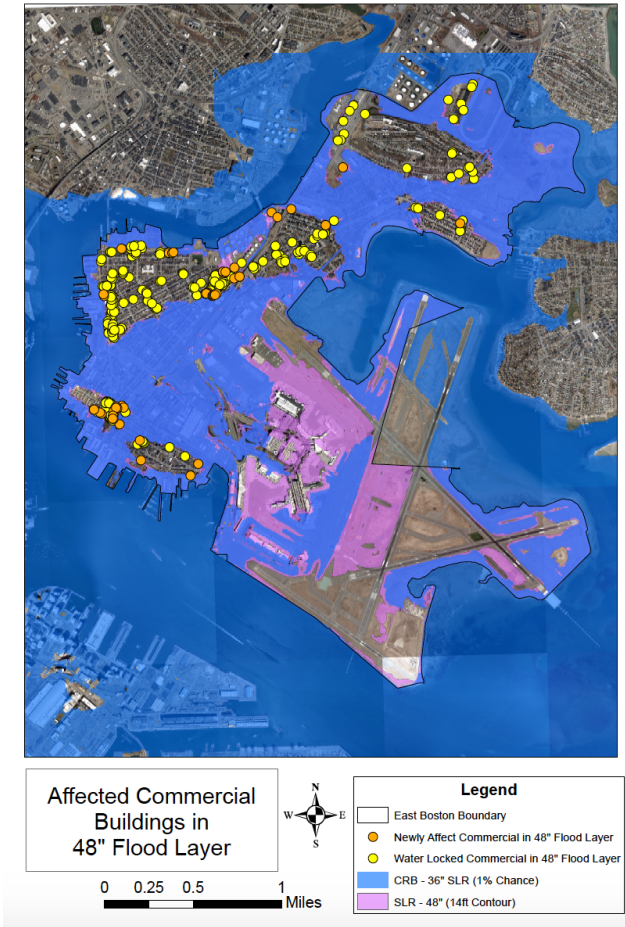 Affected Commercial
Buildings in
48" Flood Layer
N
W E
S
0 0.25 0.5 1
Miles
Legend
East Boston Boundary
Newly Affect Commercial in 48" Flood Layer
Water Locked Commercial in 48" Flood Layer
CRB - 36" SLR (1% Chance)
SLR - 48" (14ft Contour)